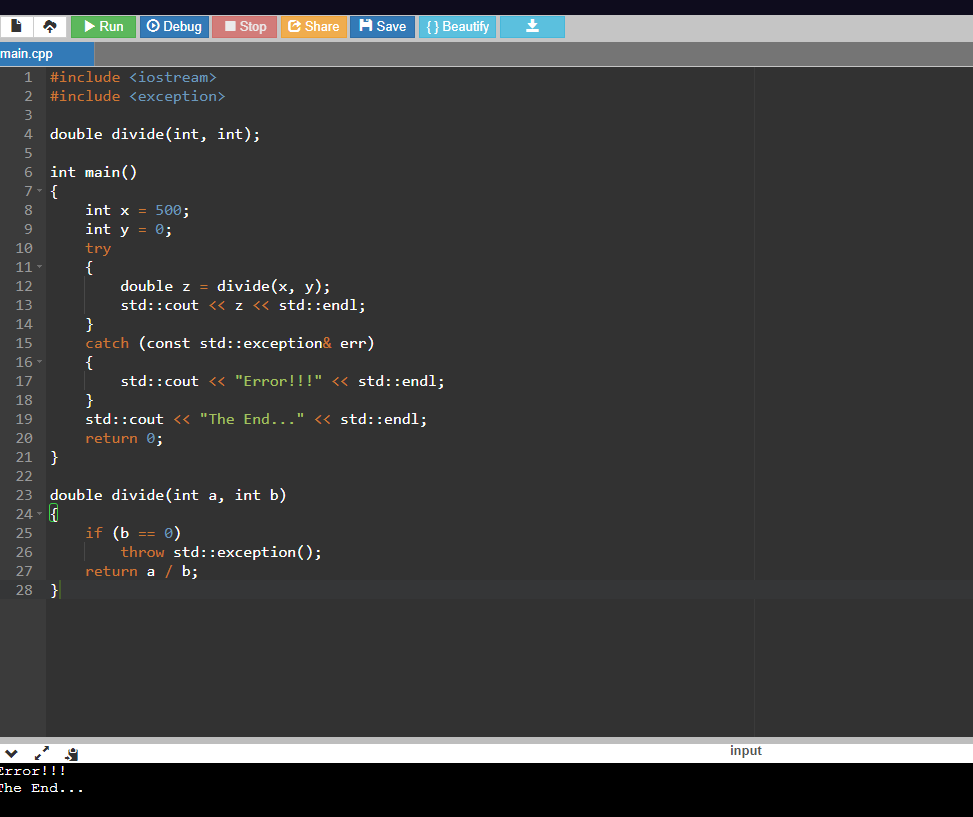 Run Debug Stop Share Save { } Beautify
main.cpp
1 #include <iostream>
2 #include <exception>
3
4 double divide(int, int);
5
6 int main()
7 {
8     int x = 500;
9     int y = 0;
10     try
11     {
12         double z = divide(x, y);
13         std::cout << z << std::endl;
14     }
15     catch (const std::exception& err)
16     {
17         std::cout << "Error!!!" << std::endl;
18     }
19     std::cout << "The End..." << std::endl;
20     return 0;
21 }
22
23 double divide(int a, int b)
24 {
25     if (b == 0)
26         throw std::exception();
27     return a / b;
28 }
input
Error!!!
The End...